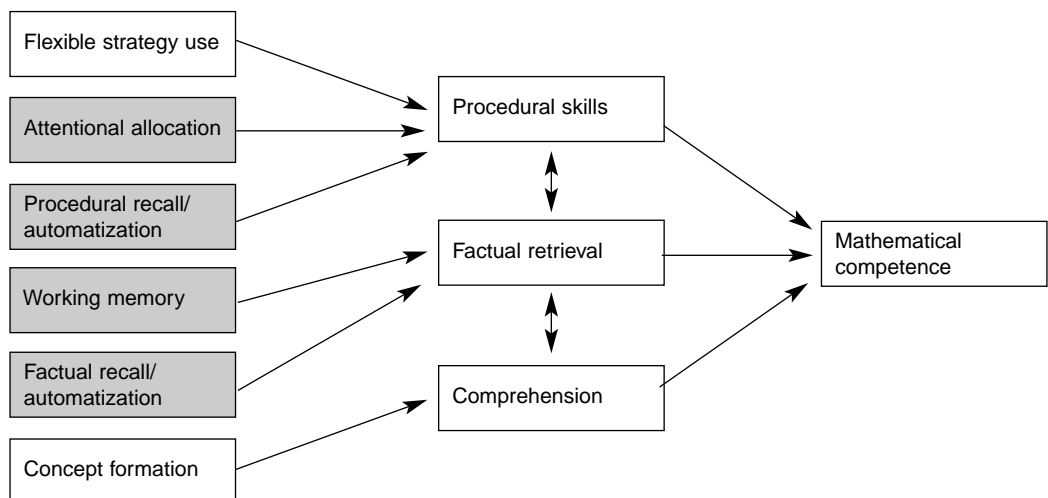 Flexible strategy use
Attentional allocation
Procedural recall/
automatization
Working memory
Factual recall/
automatization
Concept formation
Procedural skills
Factual retrieval
Comprehension
Mathematical
competence